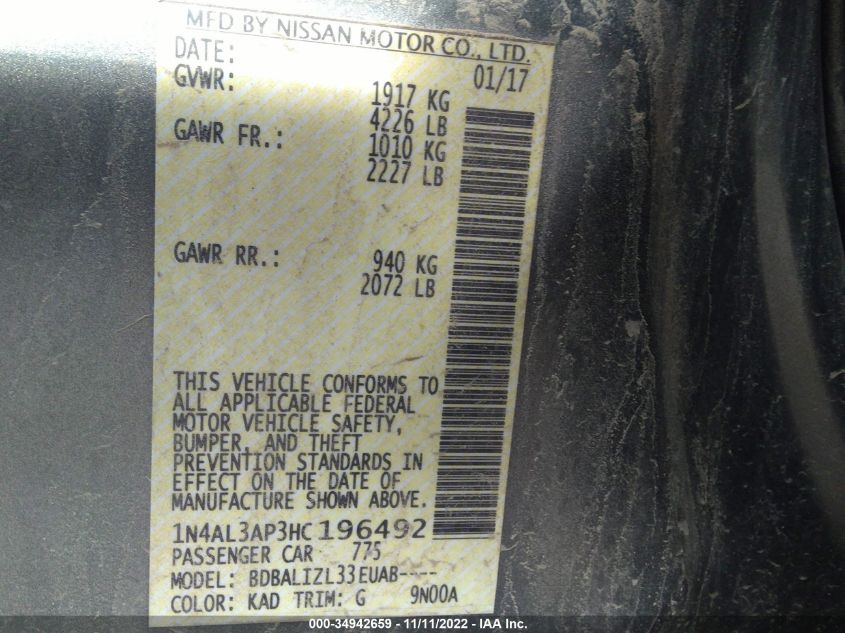 MFD BY NISSAN MOTOR CO., LTD.
DATE: 01/17
GVWR: 1917 KG
4226 LB
GAWR FR.: 1010 KG
2227 LB
GAWR RR.: 940 KG
2072 LB
THIS VEHICLE CONFORMS TO
ALL APPLICABLE FEDERAL
MOTOR VEHICLE SAFETY,
BUMPER, AND THEFT
PREVENTION STANDARDS IN
EFFECT ON THE DATE OF
MANUFACTURE SHOWN ABOVE.
1N4AL3AP3HC196492
PASSENGER CAR 775
MODEL: BDBALIZL33EUAB----
COLOR: KAD TRIM: G 9N00A
000-34942659 - 11/11/2022 - IAA Inc.